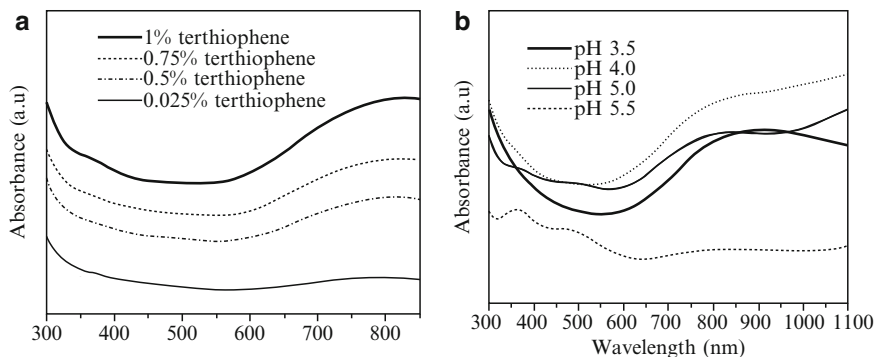 a
1% terthiophene
0.75% terthiophene
0.5% terthiophene
0.025% terthiophene
Absorbance (a.u)
300 400 500 600 700 800
b
pH 3.5
pH 4.0
pH 5.0
pH 5.5
Absorbance (a.u)
300 400 500 600 700 800 900 1000 1100
Wavelength (nm)